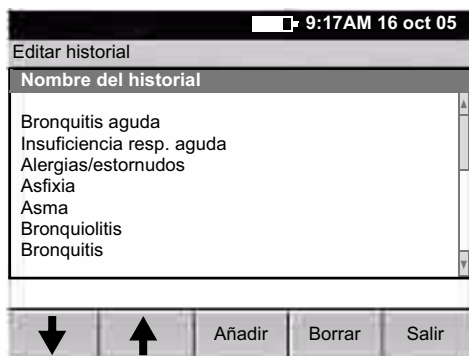 9:17AM 16 oct 05
Editar historial
Nombre del historial
Bronquitis aguda
Insuficiencia resp. aguda
Alergias/estornudos
Asfixia
Asma
Bronquiolitis
Bronquitis
Añadir Borrar Salir